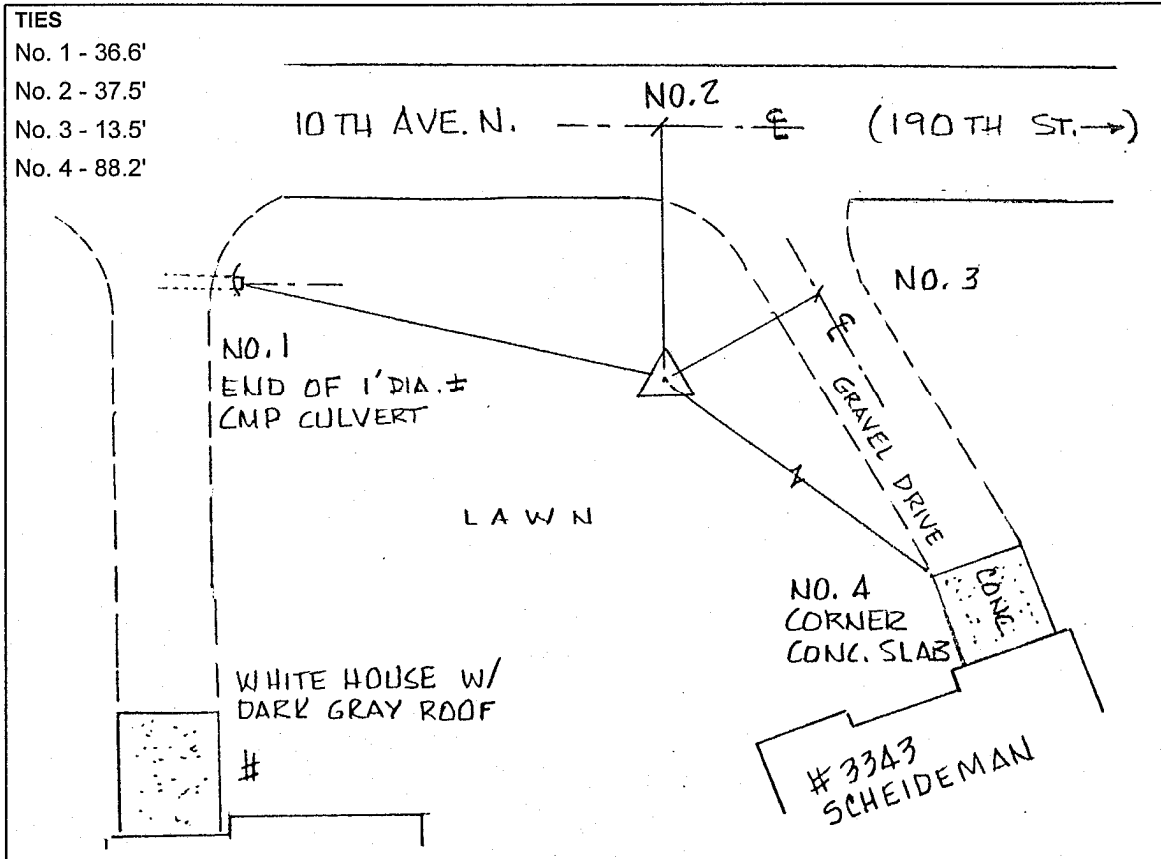 TIES
No. 1 - 36.6'
No. 2 - 37.5'
No. 3 - 13.5'
No. 4 - 88.2'
NO.2
10TH AVE. N.
℄
(190TH ST.→)
NO. 3
NO. 1
END OF 1' DIA. ±
CMP CULVERT
℄
GRAVEL DRIVE
LAWN
NO. 4
CORNER
CONC. SLAB
CONC.
WHITE HOUSE W/
DARK GRAY ROOF
#
# 3343
SCHEIDEMAN